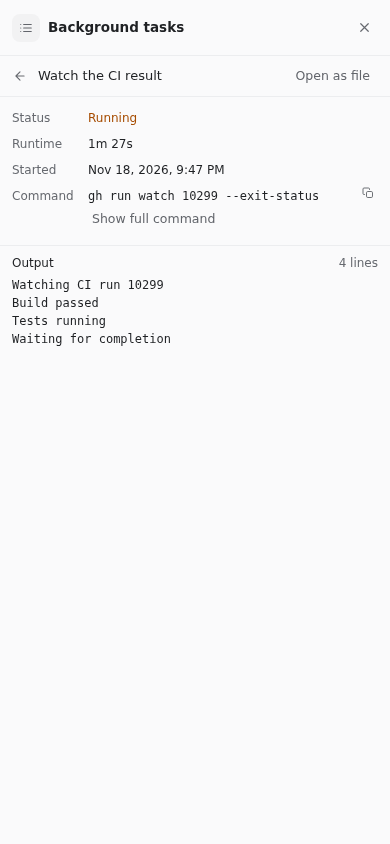 Background tasks
Watch the CI result
Open as file
Status Running
Runtime 1m 27s
Started Nov 18, 2026, 9:47 PM
Command gh run watch 10299 --exit-status
Show full command
Output 4 lines
Watching CI run 10299
Build passed
Tests running
Waiting for completion